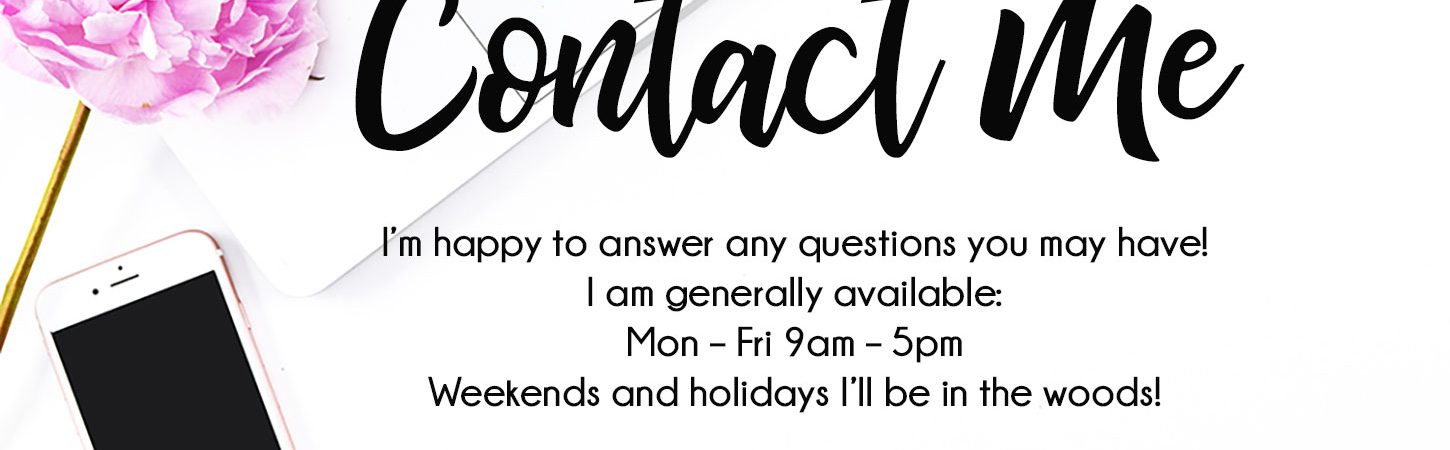 Contact Me
I'm happy to answer any questions you may have!
I am generally available:
Mon – Fri 9am – 5pm
Weekends and holidays I'll be in the woods!